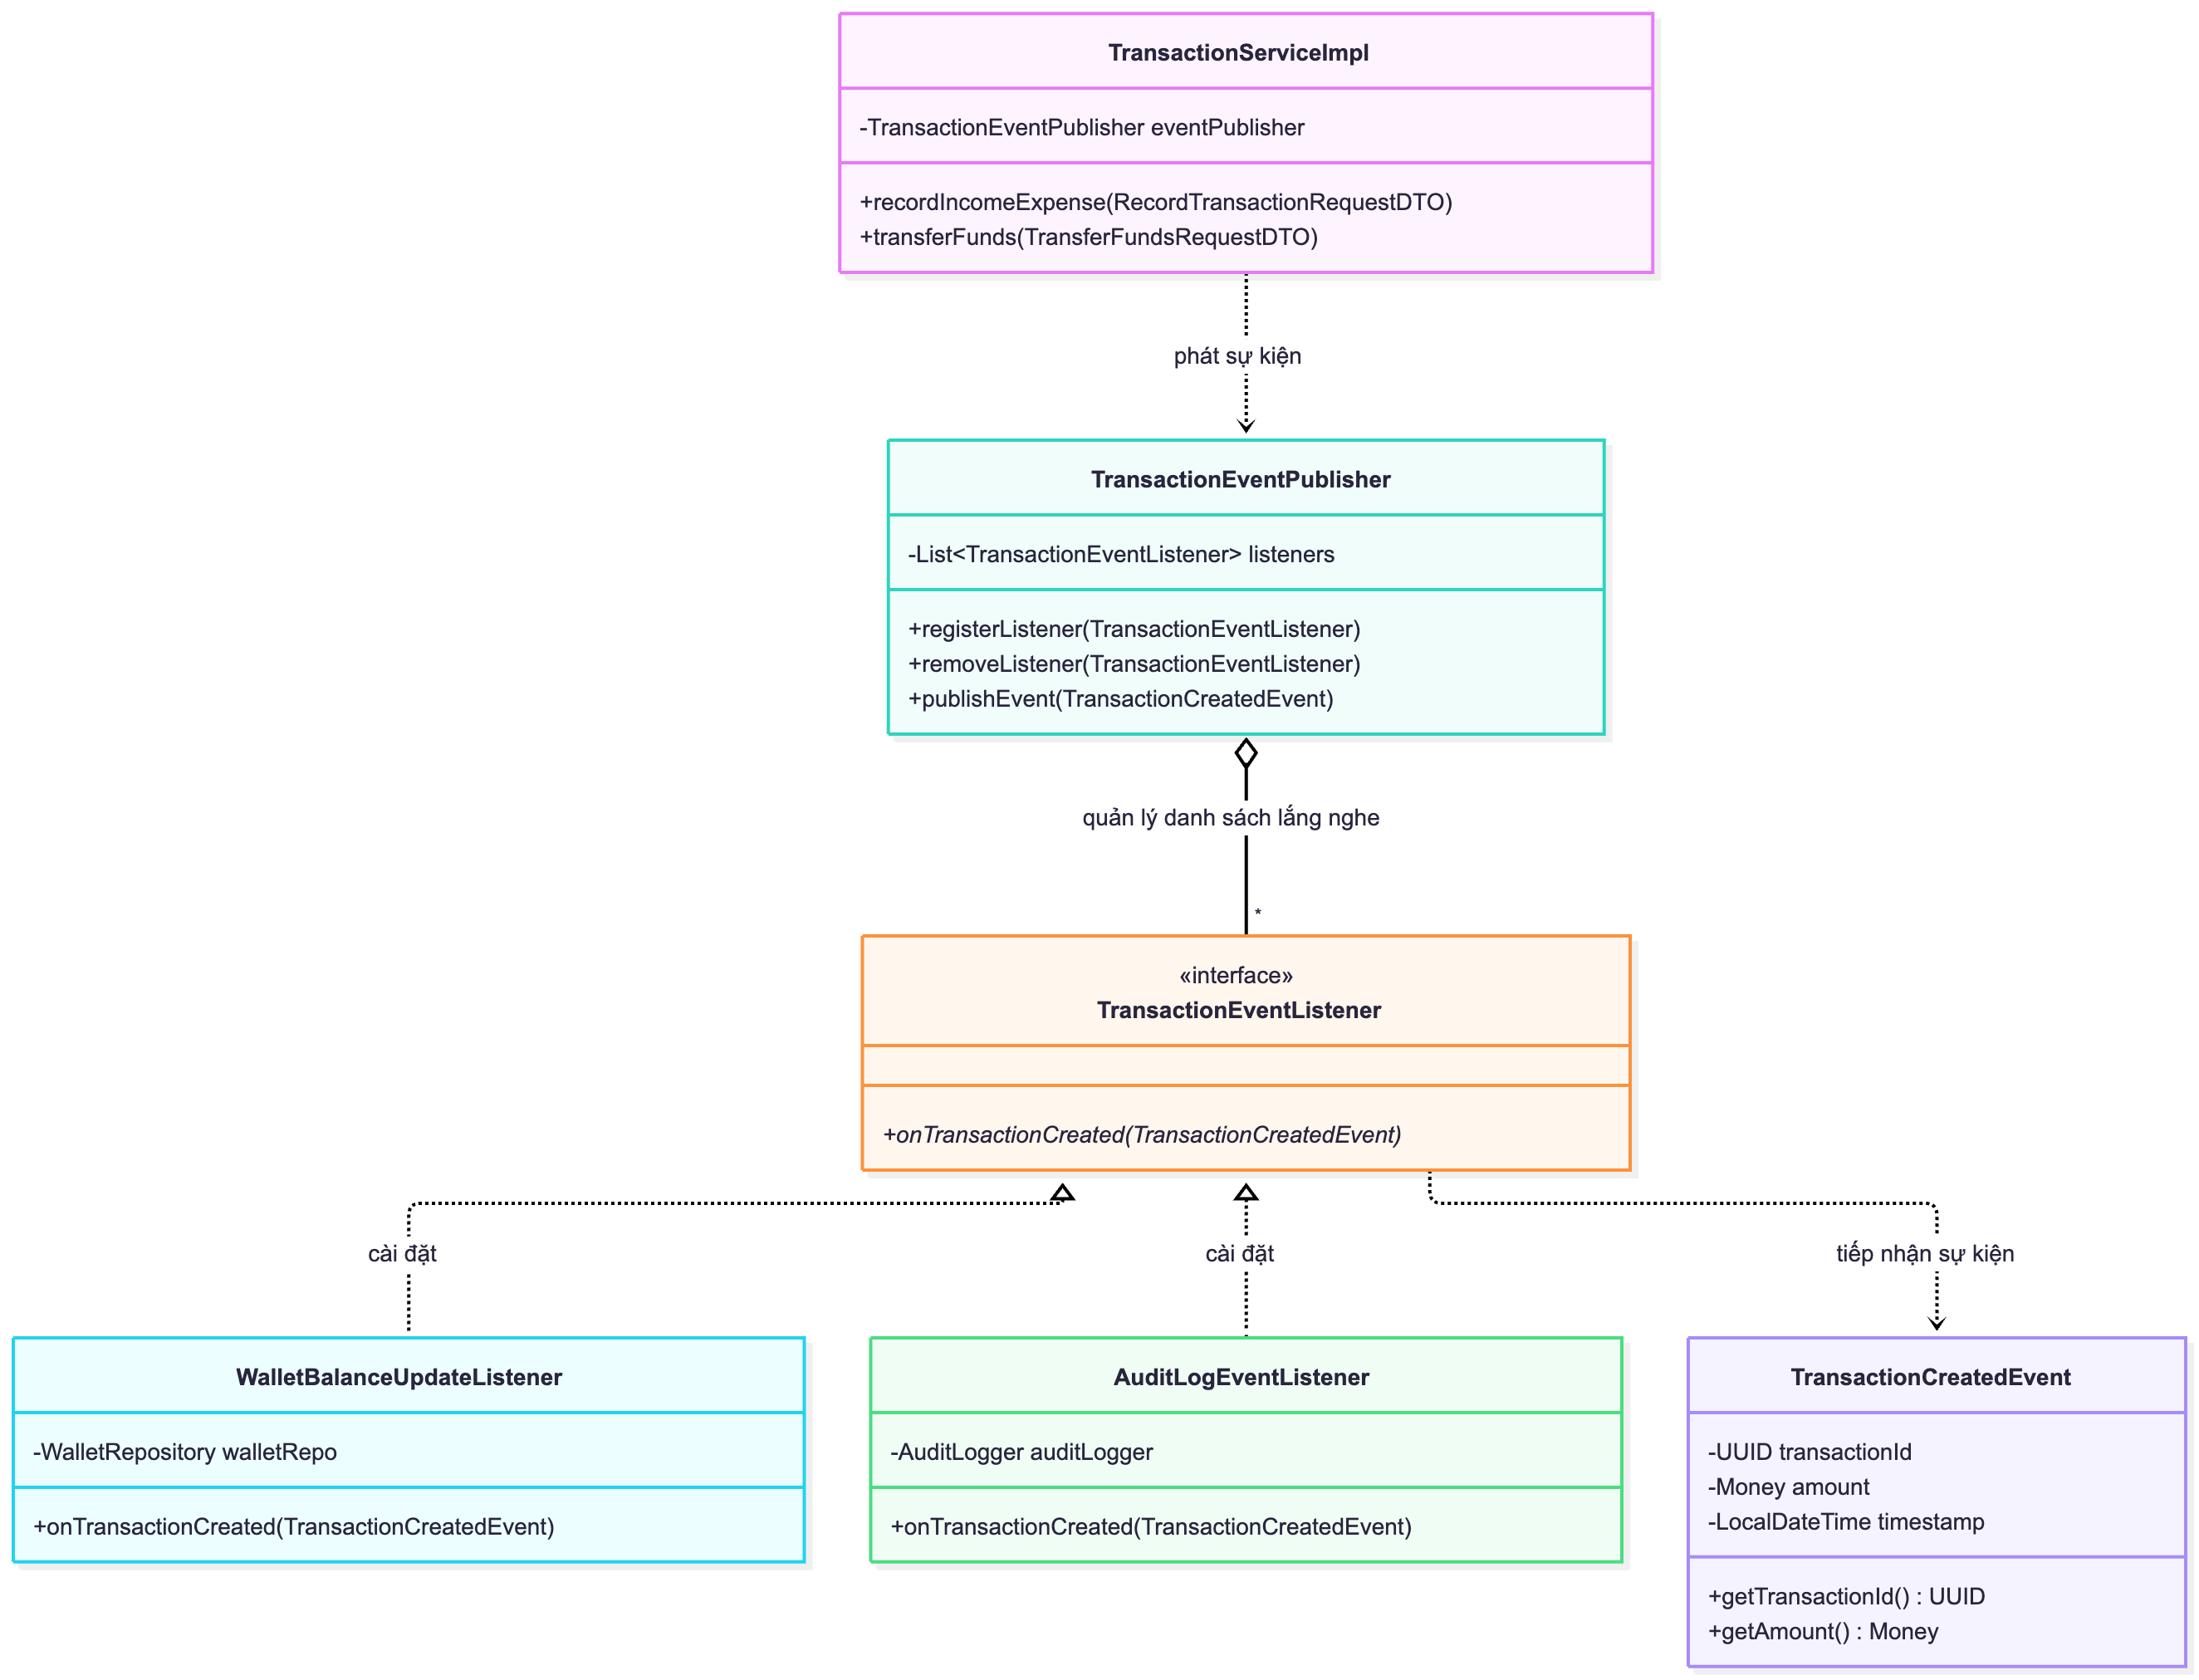 TransactionServiceImpl
-TransactionEventPublisher eventPublisher
+recordIncomeExpense(RecordTransactionRequestDTO)
+transferFunds(TransferFundsRequestDTO)
phát sự kiện
TransactionEventPublisher
-List<TransactionEventListener> listeners
+registerListener(TransactionEventListener)
+removeListener(TransactionEventListener)
+publishEvent(TransactionCreatedEvent)
quản lý danh sách lắng nghe
*
«interface»
TransactionEventListener
+onTransactionCreated(TransactionCreatedEvent)
cài đặt
cài đặt
tiếp nhận sự kiện
WalletBalanceUpdateListener
-WalletRepository walletRepo
+onTransactionCreated(TransactionCreatedEvent)
AuditLogEventListener
-AuditLogger auditLogger
+onTransactionCreated(TransactionCreatedEvent)
TransactionCreatedEvent
-UUID transactionId
-Money amount
-LocalDateTime timestamp
+getTransactionId() : UUID
+getAmount() : Money